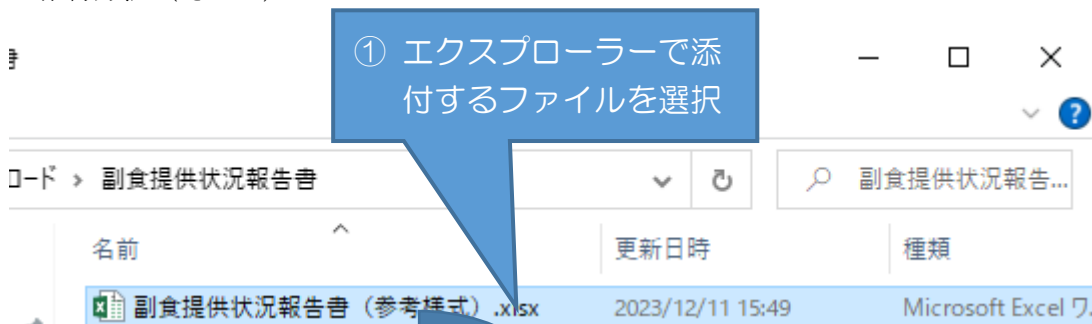 ① エクスプローラーで添
付するファイルを選択
ロード > 副食提供状況報告書
副食提供状況報告...
名前
更新日時
種類
副食提供状況報告書（参考様式）.xlsx
2023/12/11 15:49
Microsoft Excel ワ